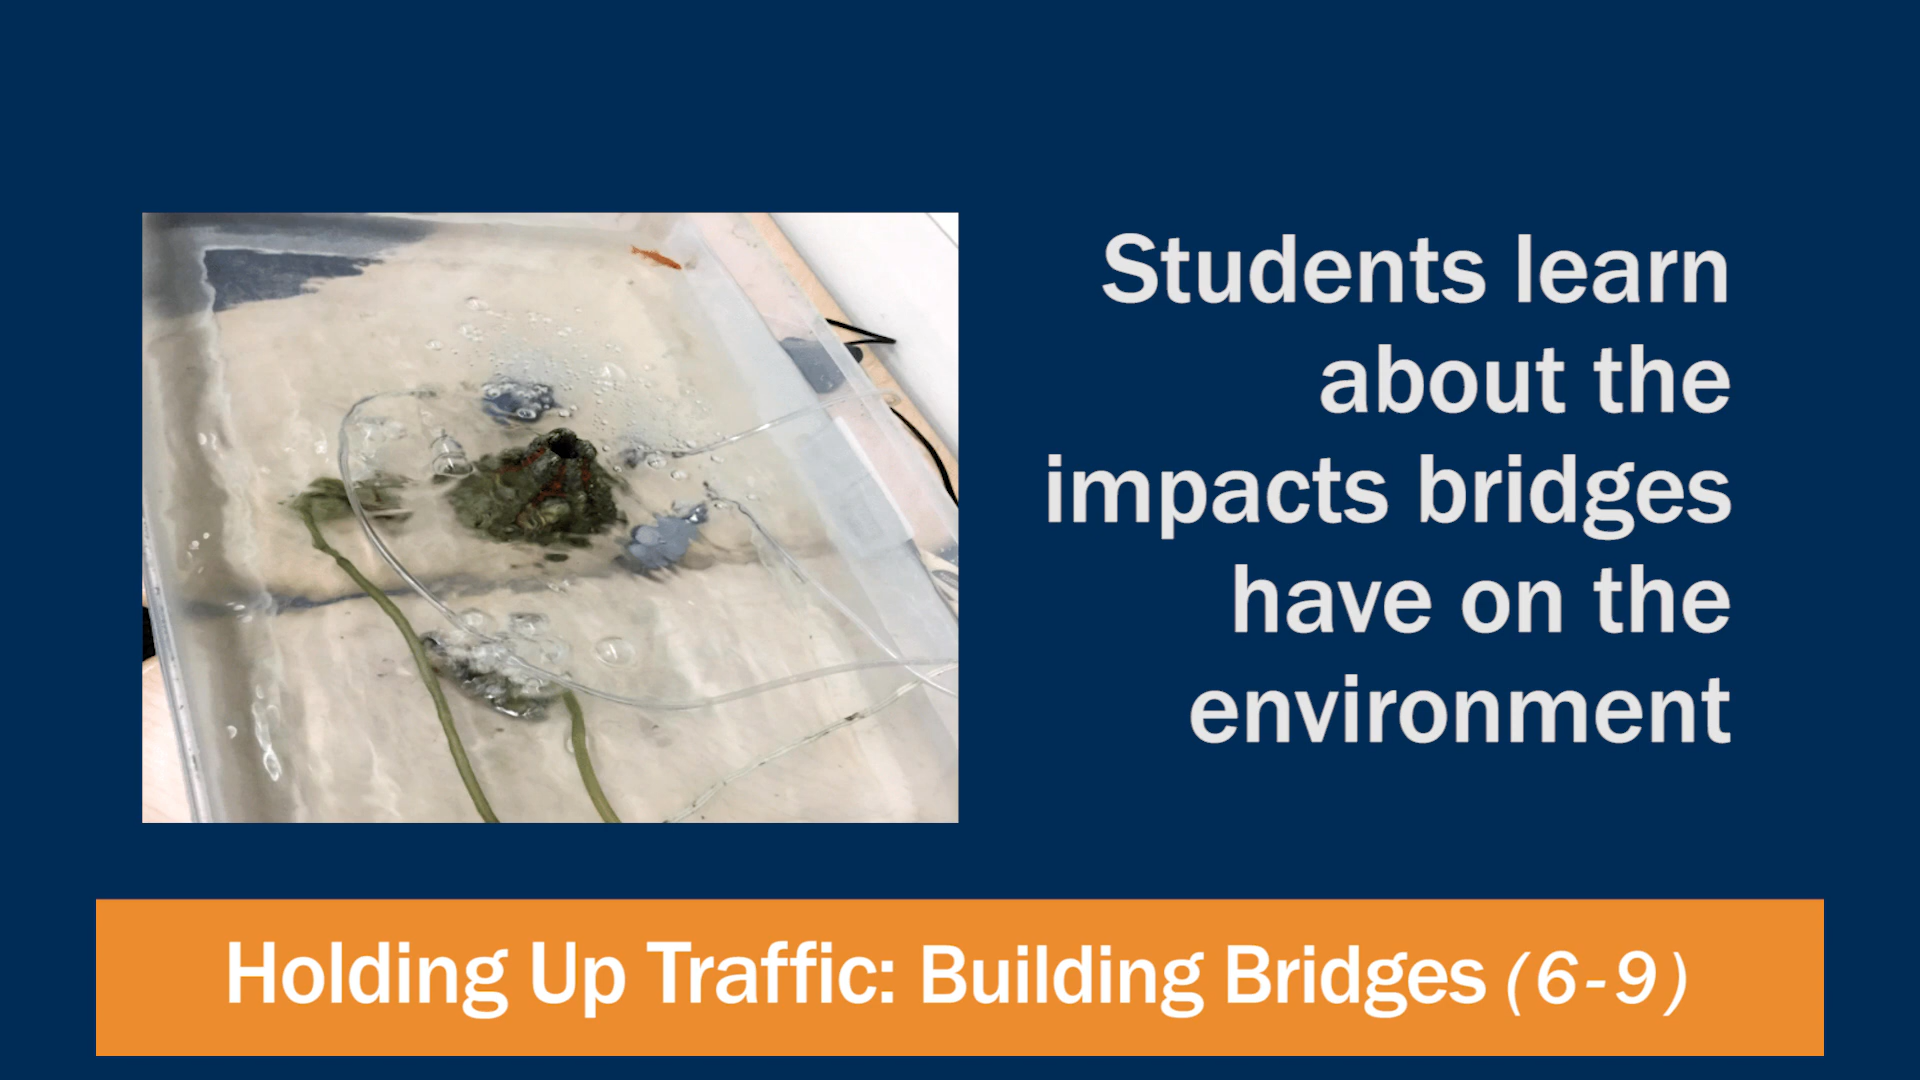 Students learn
about the
impacts bridges
have on the
environment
Holding Up Traffic: Building Bridges (6-9)